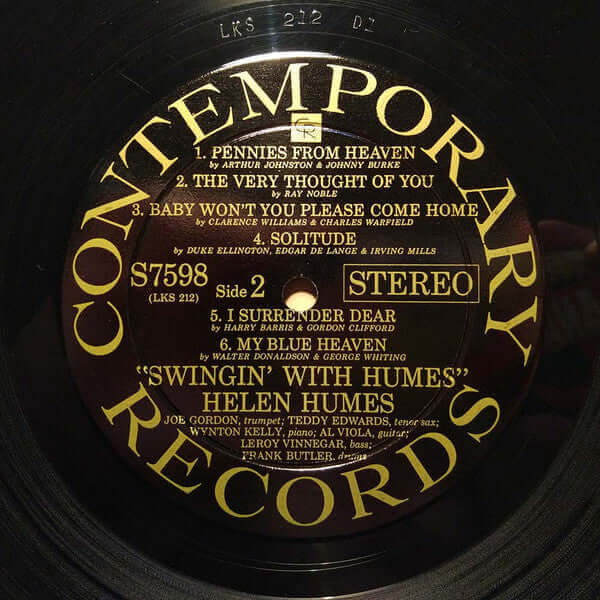 LKS 212 D1
CONTEMPORARY
CR
1. PENNIES FROM HEAVEN
by ARTHUR JOHNSTON & JOHNNY BURKE
2. THE VERY THOUGHT OF YOU
by RAY NOBLE
3. BABY WON'T YOU PLEASE COME HOME
by CLARENCE WILLIAMS & CHARLES WARFIELD
4. SOLITUDE
by DUKE ELLINGTON, EDGAR DE LANGE & IRVING MILLS
S7598
(LKS 212)
Side 2
STEREO
5. I SURRENDER DEAR
by HARRY BARRIS & GORDON CLIFFORD
6. MY BLUE HEAVEN
by WALTER DONALDSON & GEORGE WHITING
"SWINGIN' WITH HUMES"
HELEN HUMES
JOE GORDON, trumpet; TEDDY EDWARDS, tenor sax;
WYNTON KELLY, piano; AL VIOLA, guitar;
LEROY VINNEGAR, bass;
FRANK BUTLER, drums
RECORDS